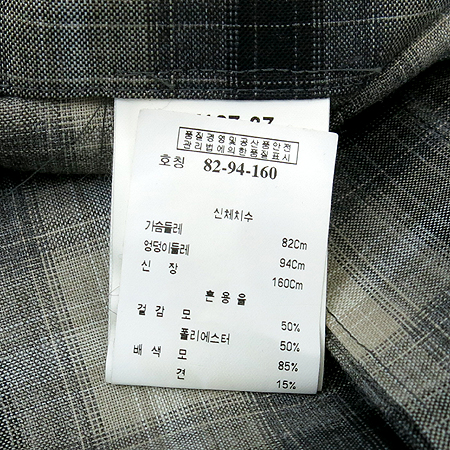 품질경영및공산품안전
관리법에의한품질표시
호칭 82-94-160
신체치수
가슴둘레 82Cm
엉덩이둘레 94Cm
신 장 160Cm
혼용율
겉감 모 50%
폴리에스터 50%
배색 모 85%
견 15%